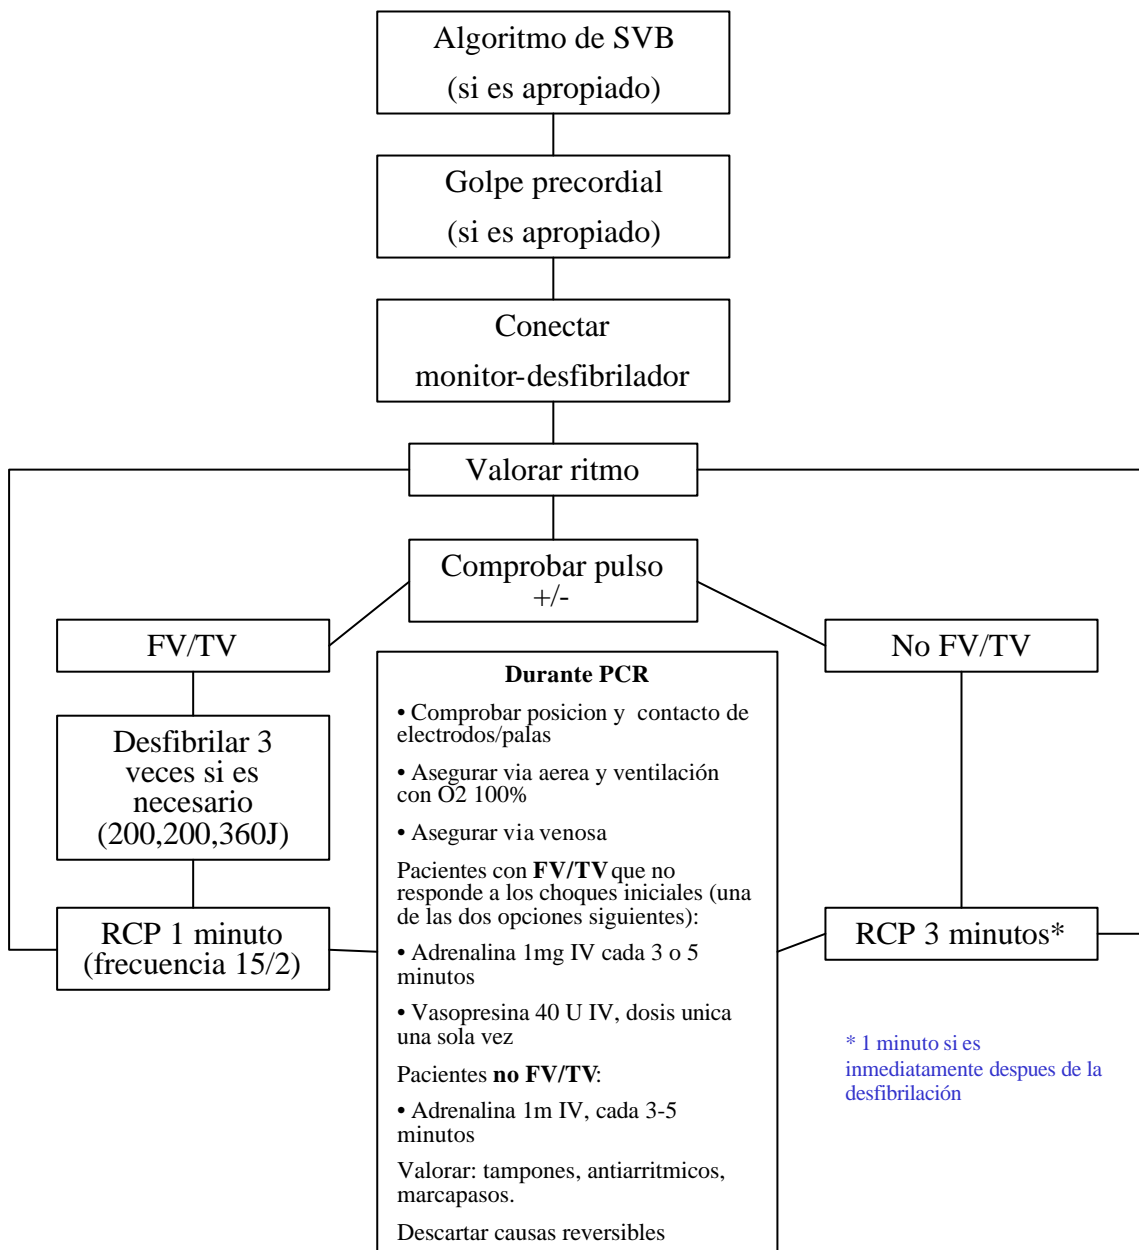 Algoritmo de SVB
(si es apropiado)
Golpe precordial
(si es apropiado)
Conectar
monitor-desfibrilador
Valorar ritmo
Comprobar pulso
+/-
FV/TV
Desfibrilar 3
veces si es
necesario
(200,200,360J)
RCP 1 minuto
(frecuencia 15/2)
Durante PCR
• Comprobar posicion y contacto de
electrodos/palas
• Asegurar via aerea y ventilación
con O2 100%
• Asegurar via venosa
Pacientes con FV/TV que no
responde a los choques iniciales (una
de las dos opciones siguientes):
• Adrenalina 1mg IV cada 3 o 5
minutos
• Vasopresina 40 U IV, dosis unica
una sola vez
Pacientes no FV/TV:
• Adrenalina 1m IV, cada 3-5
minutos
Valorar: tampones, antiarritmicos,
marcapasos.
Descartar causas reversibles
No FV/TV
RCP 3 minutos*
* 1 minuto si es
inmediatamente despues de la
desfibrilación